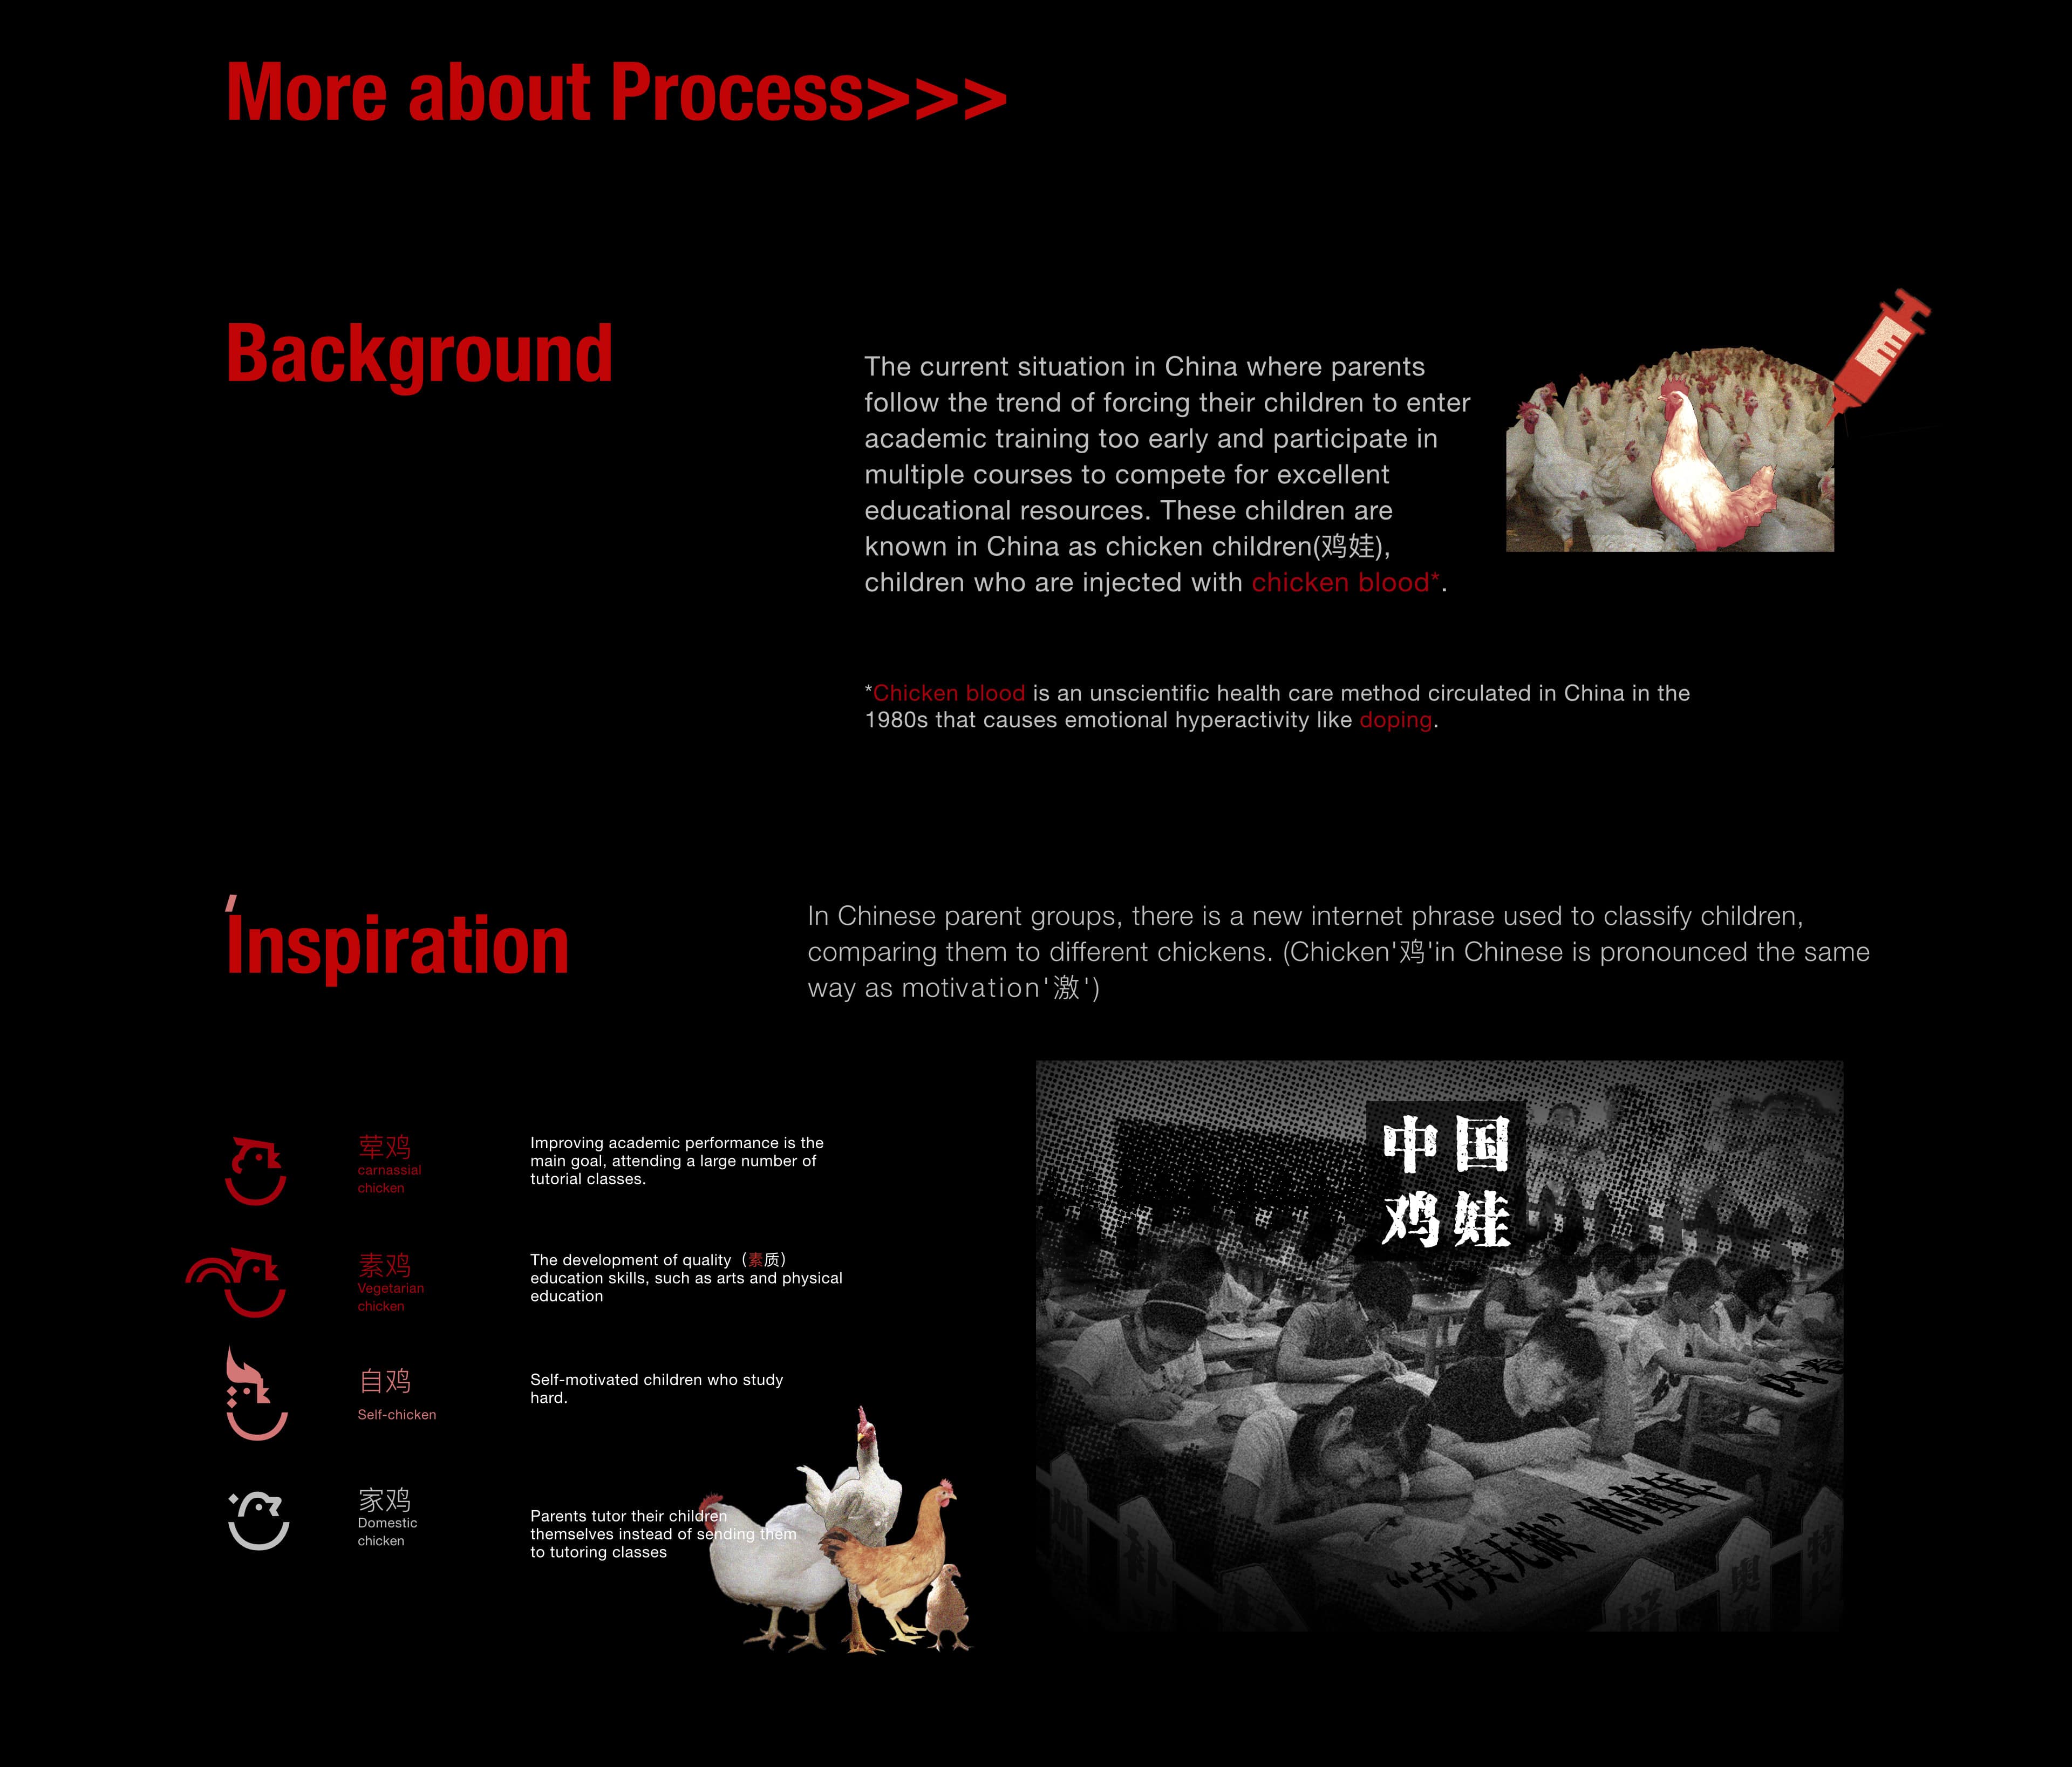 More about Process>>>
Background
The current situation in China where parents
follow the trend of forcing their children to enter
academic training too early and participate in
multiple courses to compete for excellent
educational resources. These children are
known in China as chicken children(鸡娃),
children who are injected with chicken blood*.
*Chicken blood is an unscientific health care method circulated in China in the
1980s that causes emotional hyperactivity like doping.
Inspiration
In Chinese parent groups, there is a new internet phrase used to classify children,
comparing them to different chickens. (Chicken'鸡'in Chinese is pronounced the same
way as motivation'激')
荤鸡
carnassial
chicken
Improving academic performance is the
main goal, attending a large number of
tutorial classes.
素鸡
Vegetarian
chicken
The development of quality（素质）
education skills, such as arts and physical
education
自鸡
Self-chicken
Self-motivated children who study
hard.
家鸡
Domestic
chicken
Parents tutor their children
themselves instead of sending them
to tutoring classes
中国
鸡娃
“完美无缺”的童年